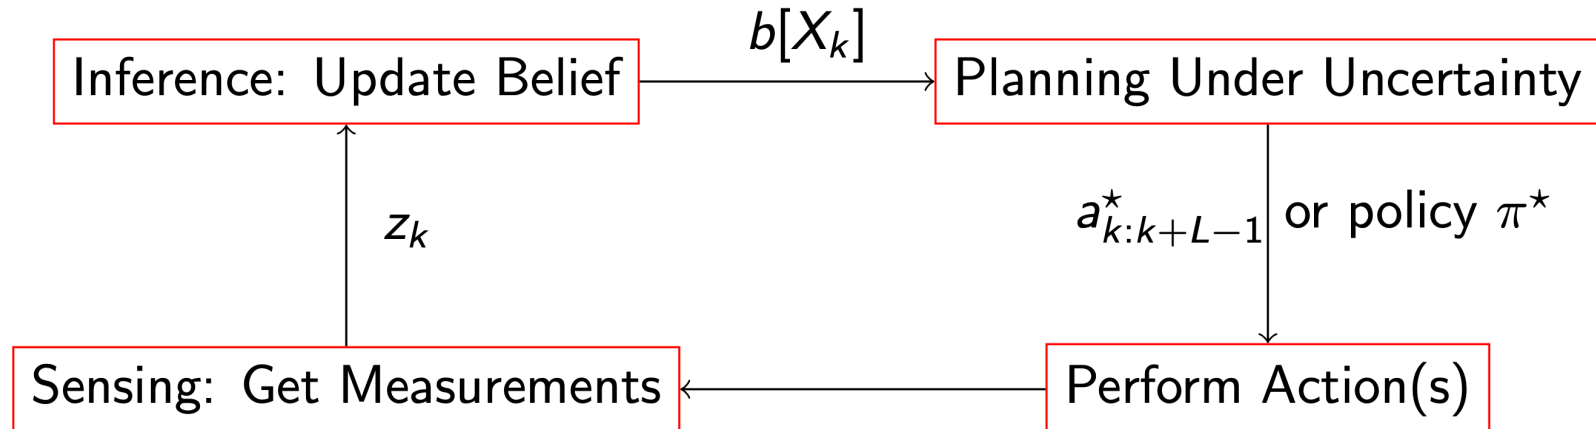 b[X_k]
Inference: Update Belief
Planning Under Uncertainty
z_k
a^⋆_{k:k+L−1} or policy π^⋆
Sensing: Get Measurements
Perform Action(s)